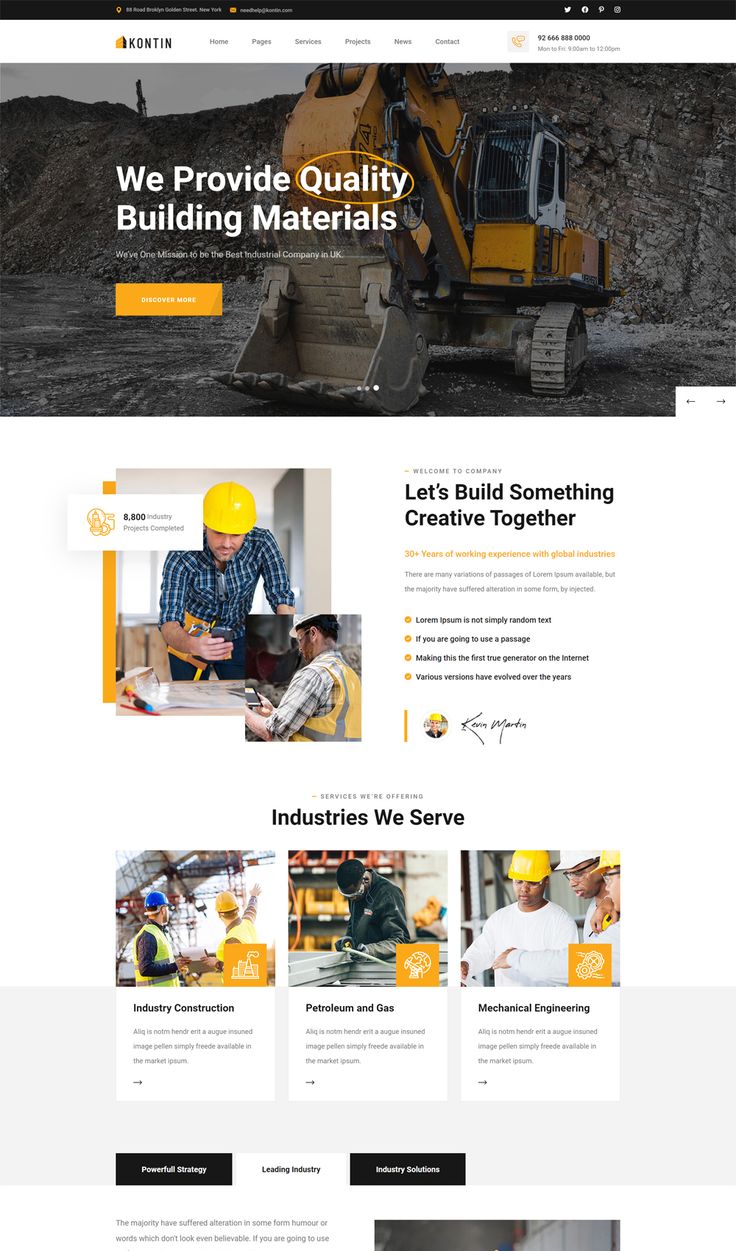 88 Road Broklyn Golden Street. New York
needhelp@kontin.com
KONTIN
Home
Pages
Services
Projects
News
Contact
92 666 888 0000
Mon to Fri: 9:00am to 12:00pm
We Provide Quality
Building Materials
We've One Mission to be the Best Industrial Company in UK.
DISCOVER MORE
8,800 Industry
Projects Completed
WELCOME TO COMPANY
Let's Build Something
Creative Together
30+ Years of working experience with global industries
There are many variations of passages of Lorem Ipsum available, but
the majority have suffered alteration in some form, by injected.
Lorem Ipsum is not simply random text
If you are going to use a passage
Making this the first true generator on the Internet
Various versions have evolved over the years
Kevin Martin
SERVICES WE'RE OFFERING
Industries We Serve
Industry Construction
Aliq is notm hendr erit a augue insuned
image pellen simply freede available in
the market ipsum.
Petroleum and Gas
Aliq is notm hendr erit a augue insuned
image pellen simply freede available in
the market ipsum.
Mechanical Engineering
Aliq is notm hendr erit a augue insuned
image pellen simply freede available in
the market ipsum.
Powerfull Strategy
Leading Industry
Industry Solutions
The majority have suffered alteration in some form humour or
words which don't look even believable. If you are going to use